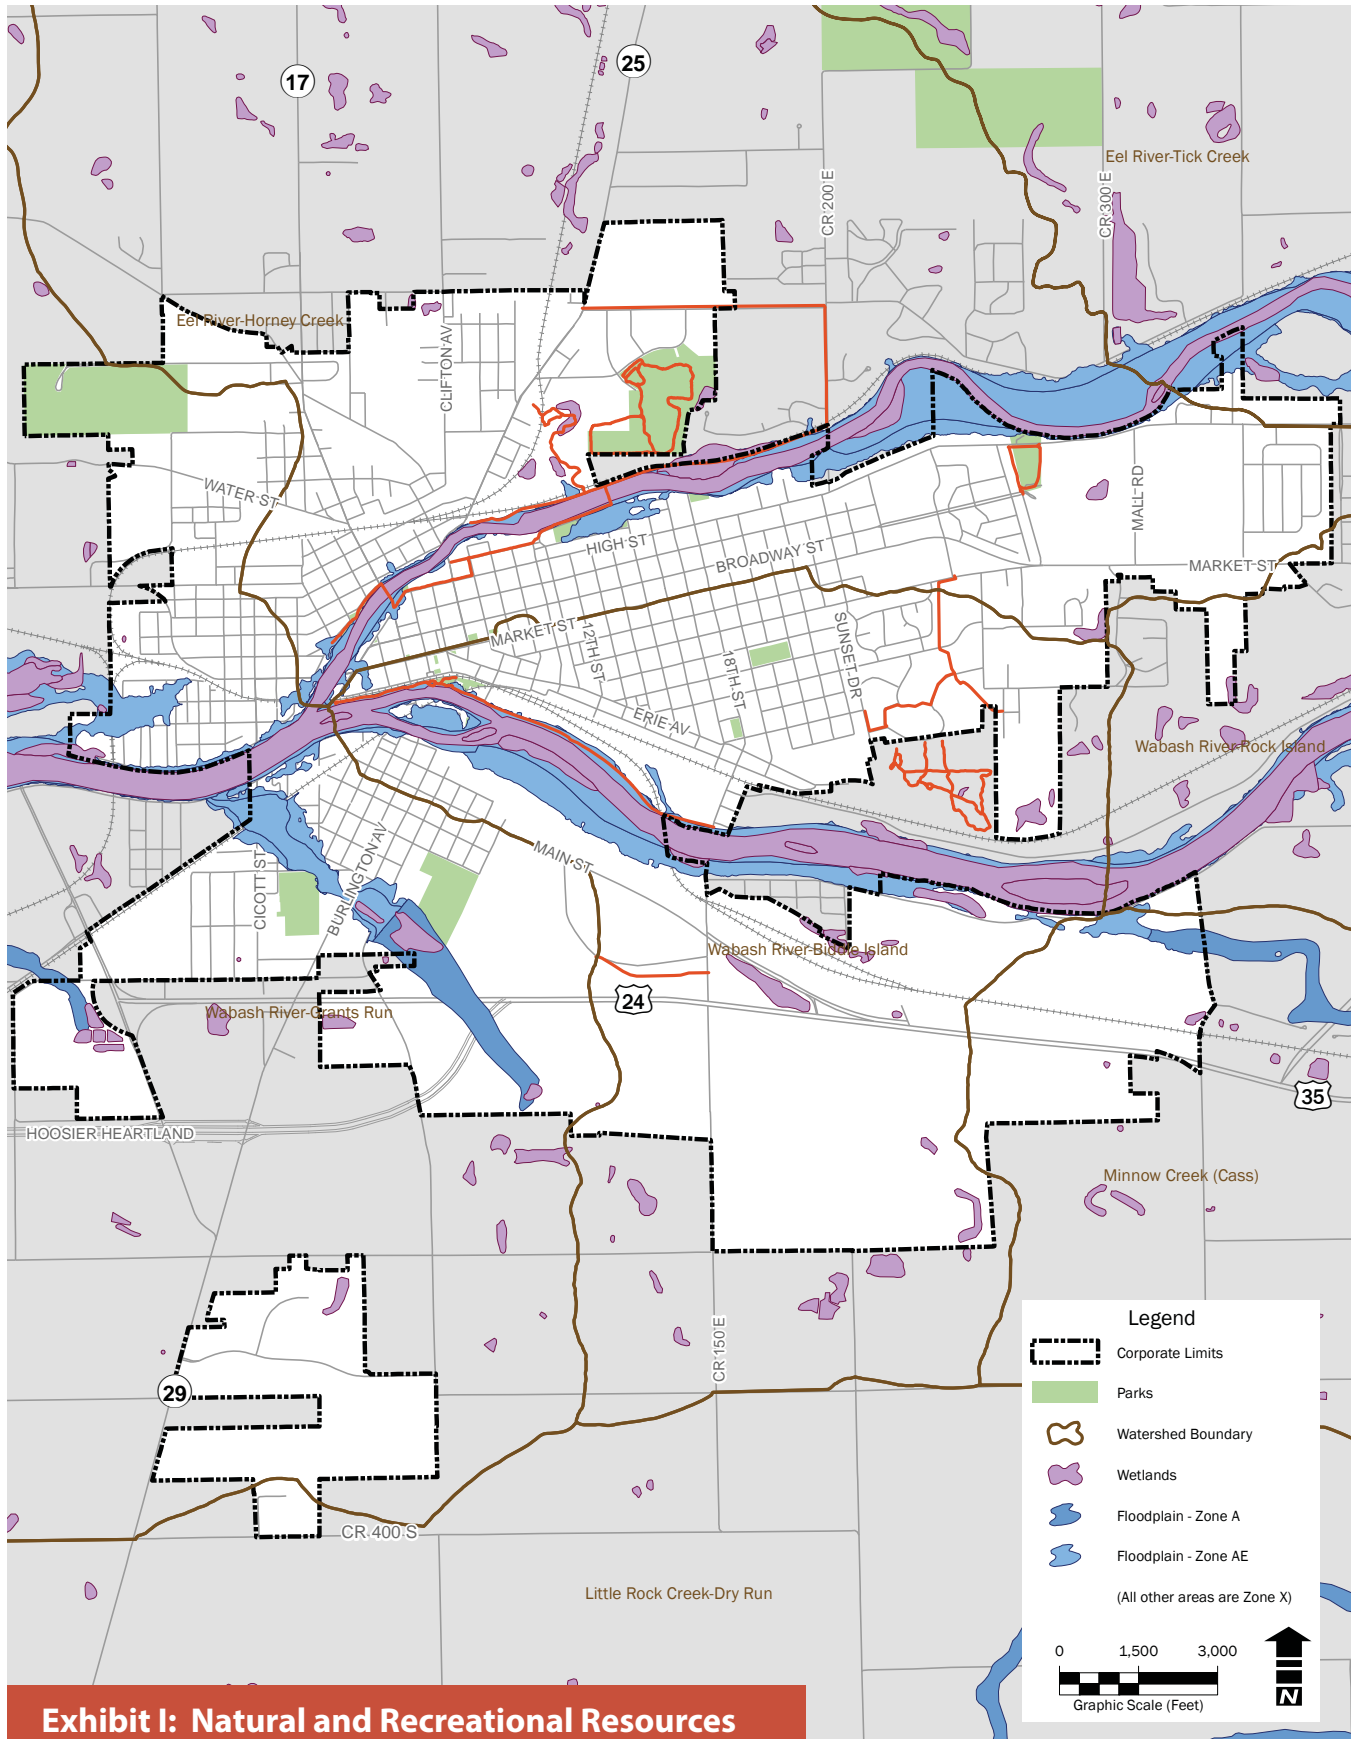 25
17
Eel River-Tick Creek
CR 200 E
CR 300 E
Eel River-Horney Creek
CLIFTON AV
WATER ST
MALL RD
HIGH ST
BROADWAY ST
MARKET ST
MARKET ST
12TH ST
SUNSET DR
18TH ST
ERIE AV
Wabash River-Rock Island
MAIN ST
CICOTT ST
BURLINGTON AV
Wabash River-Biddle Island
24
Wabash River-Grants Run
35
HOOSIER HEARTLAND
Minnow Creek (Cass)
CR 150 E
29
CR 400 S
Little Rock Creek-Dry Run
Legend
Corporate Limits
Parks
Watershed Boundary
Wetlands
Floodplain - Zone A
Floodplain - Zone AE
(All other areas are Zone X)
0 1,500 3,000
Graphic Scale (Feet)
N
Exhibit I: Natural and Recreational Resources